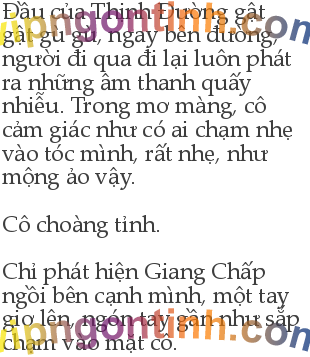 Đầu của Thịnh Đường gật
gật gù gù, ngay bên đường,
người đi qua đi lại luôn phát
ra những âm thanh quấy
nhiễu. Trong mơ màng, cô
cảm giác như có ai chạm nhẹ
vào tóc mình, rất nhẹ, như
mộng ảo vậy.
Cô choàng tỉnh.
Chỉ phát hiện Giang Chấp
ngồi bên cạnh mình, một tay
giơ lên, ngón tay gần như sắp
chạm vào mặt cô.